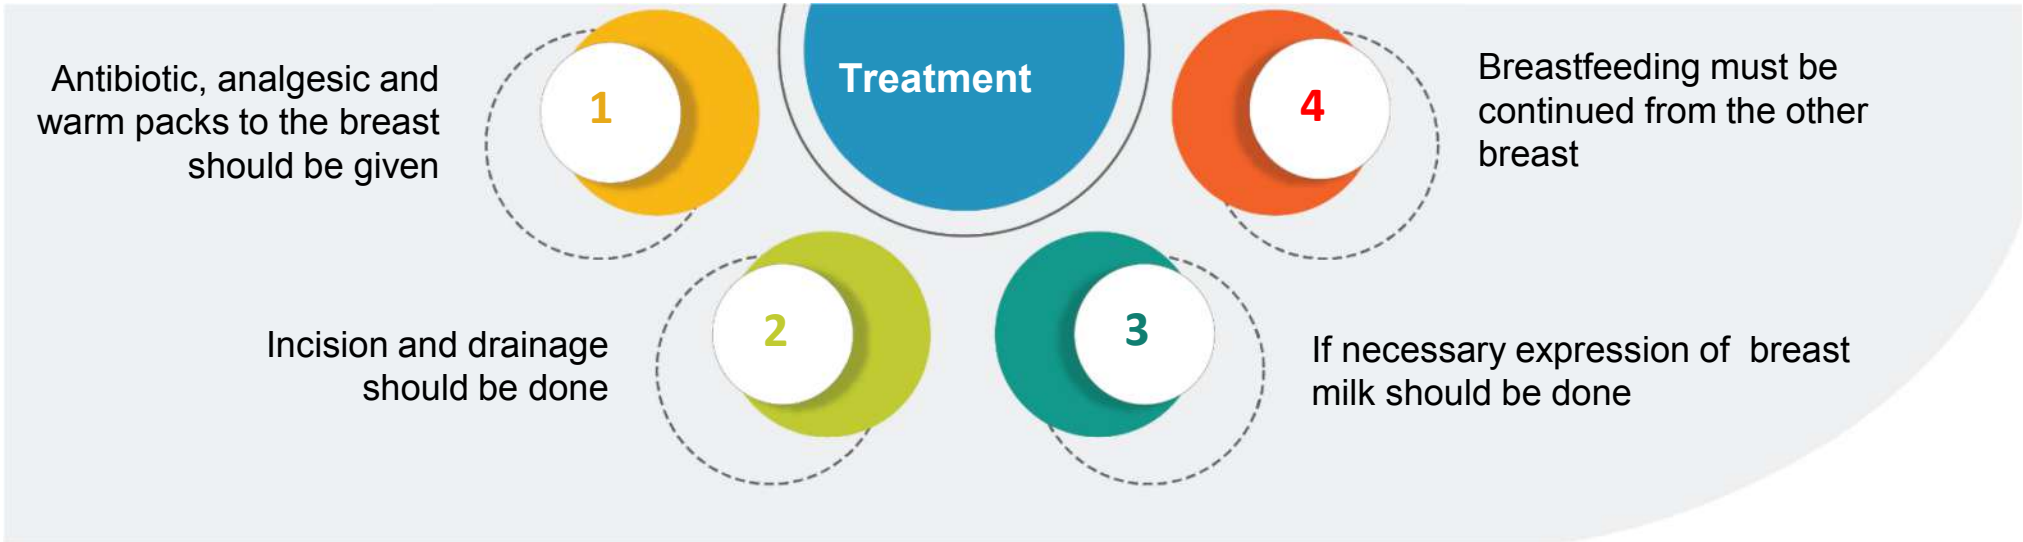 Treatment
1
Antibiotic, analgesic and
warm packs to the breast
should be given
2
Incision and drainage
should be done
3
If necessary expression of  breast
milk should be done
4
Breastfeeding must be
continued from the other
breast